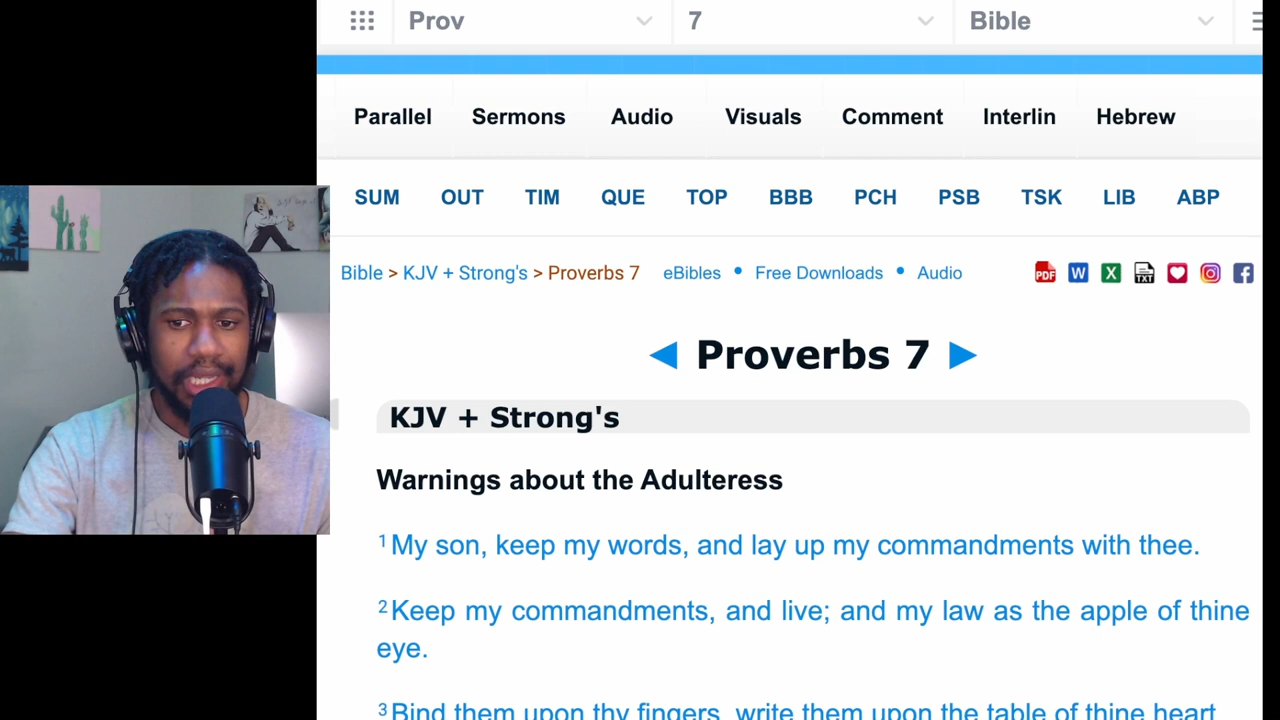 Prov 7 Bible
Parallel Sermons Audio Visuals Comment Interlin Hebrew
SUM OUT TIM QUE TOP BBB PCH PSB TSK LIB ABP
Bible > KJV + Strong's > Proverbs 7 eBibles • Free Downloads • Audio PDF W X TXT
◄ Proverbs 7 ►
KJV + Strong's
Warnings about the Adulteress
1 My son, keep my words, and lay up my commandments with thee.
2 Keep my commandments, and live; and my law as the apple of thine
eye.
3 Bind them upon thy fingers, write them upon the table of thine heart